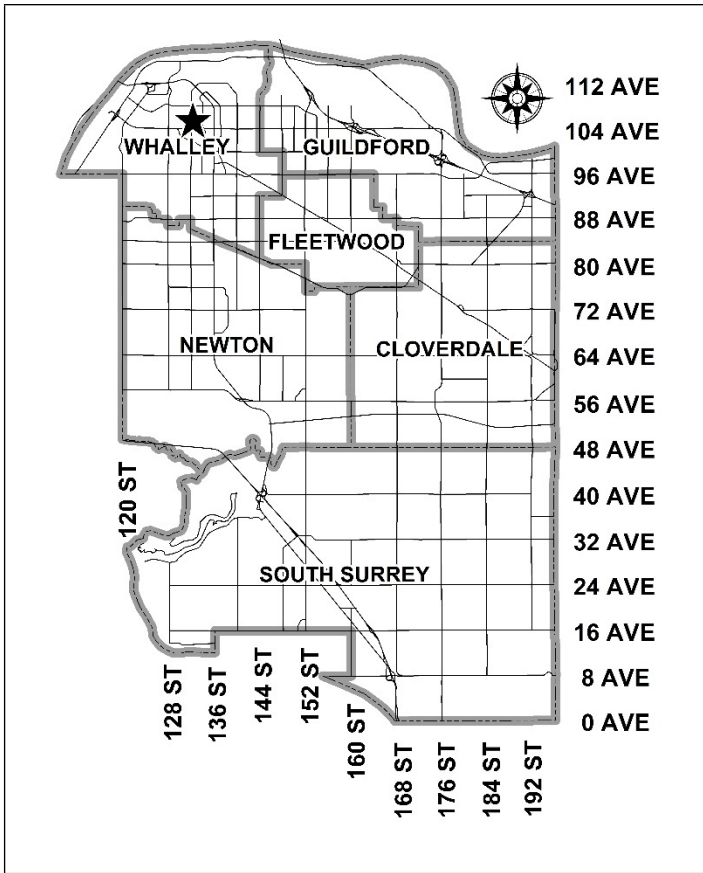 112 AVE
104 AVE
WHALLEY
GUILDFORD
96 AVE
88 AVE
FLEETWOOD
80 AVE
72 AVE
NEWTON
CLOVERDALE
64 AVE
56 AVE
48 AVE
120 ST
40 AVE
32 AVE
SOUTH SURREY
24 AVE
16 AVE
128 ST
136 ST
144 ST
152 ST
160 ST
8 AVE
0 AVE
168 ST
176 ST
184 ST
192 ST